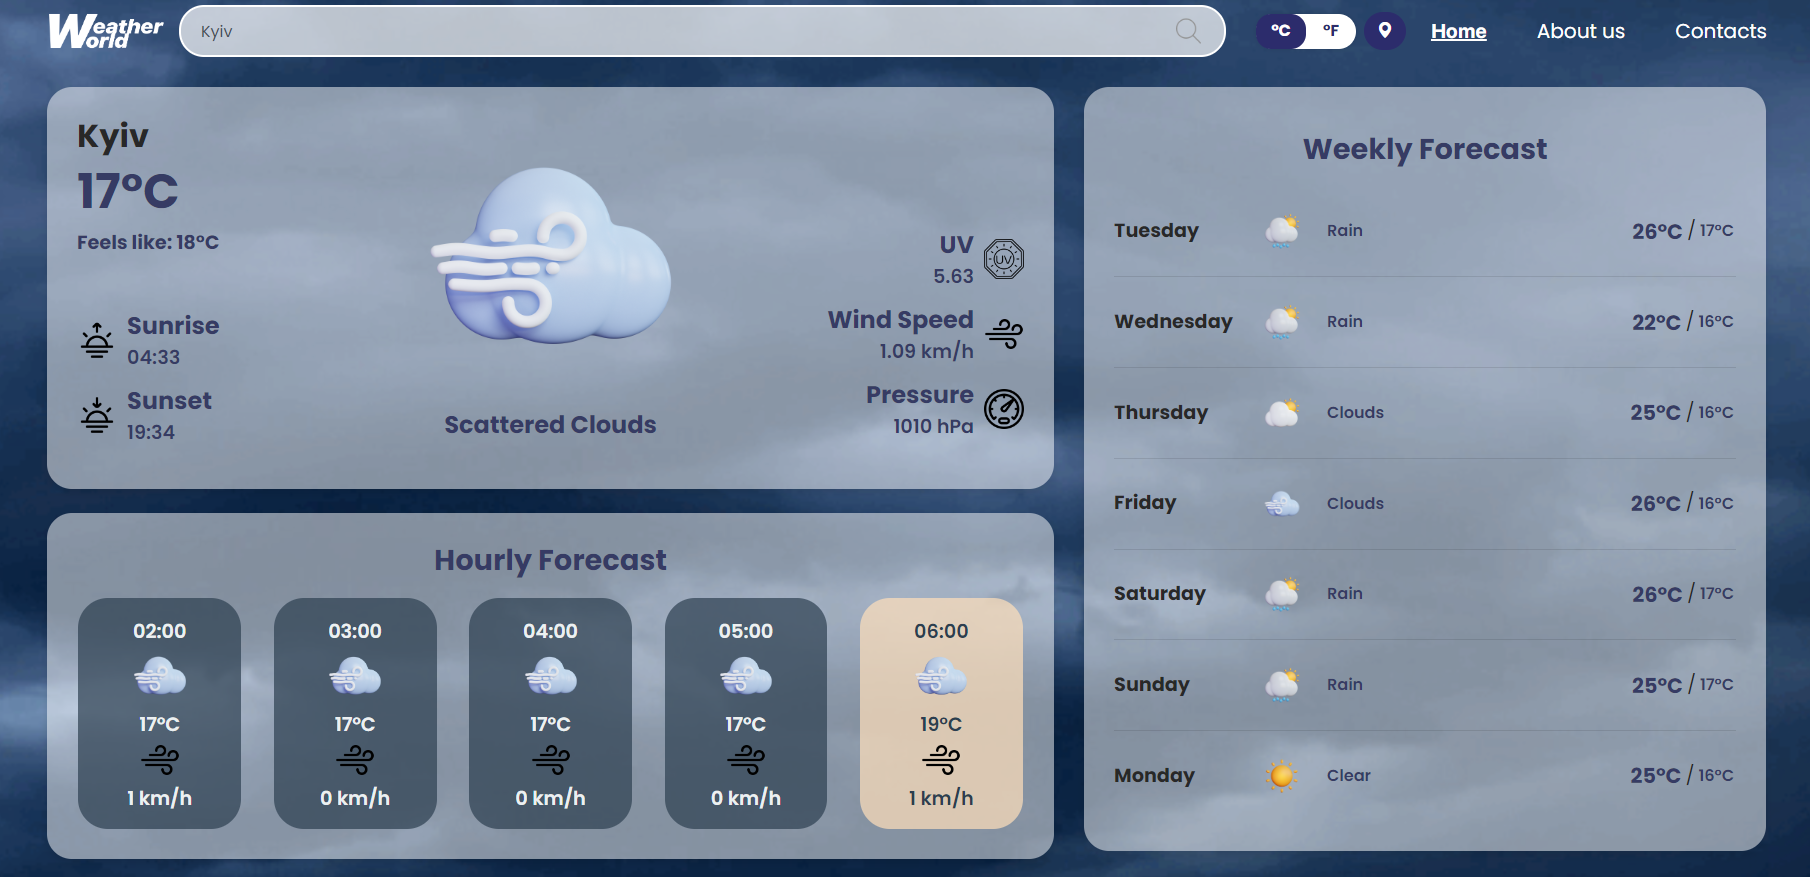 Weather
World
Kyiv
°C
°F
Home
About us
Contacts
Kyiv
17°C
Feels like: 18°C
Sunrise
04:33
Sunset
19:34
Scattered Clouds
UV
5.63
UV
Wind Speed
1.09 km/h
Pressure
1010 hPa
Hourly Forecast
02:00
17°C
1 km/h
03:00
17°C
0 km/h
04:00
17°C
0 km/h
05:00
17°C
0 km/h
06:00
19°C
1 km/h
Weekly Forecast
Tuesday Rain 26°C / 17°C
Wednesday Rain 22°C / 16°C
Thursday Clouds 25°C / 16°C
Friday Clouds 26°C / 16°C
Saturday Rain 26°C / 17°C
Sunday Rain 25°C / 17°C
Monday Clear 25°C / 16°C